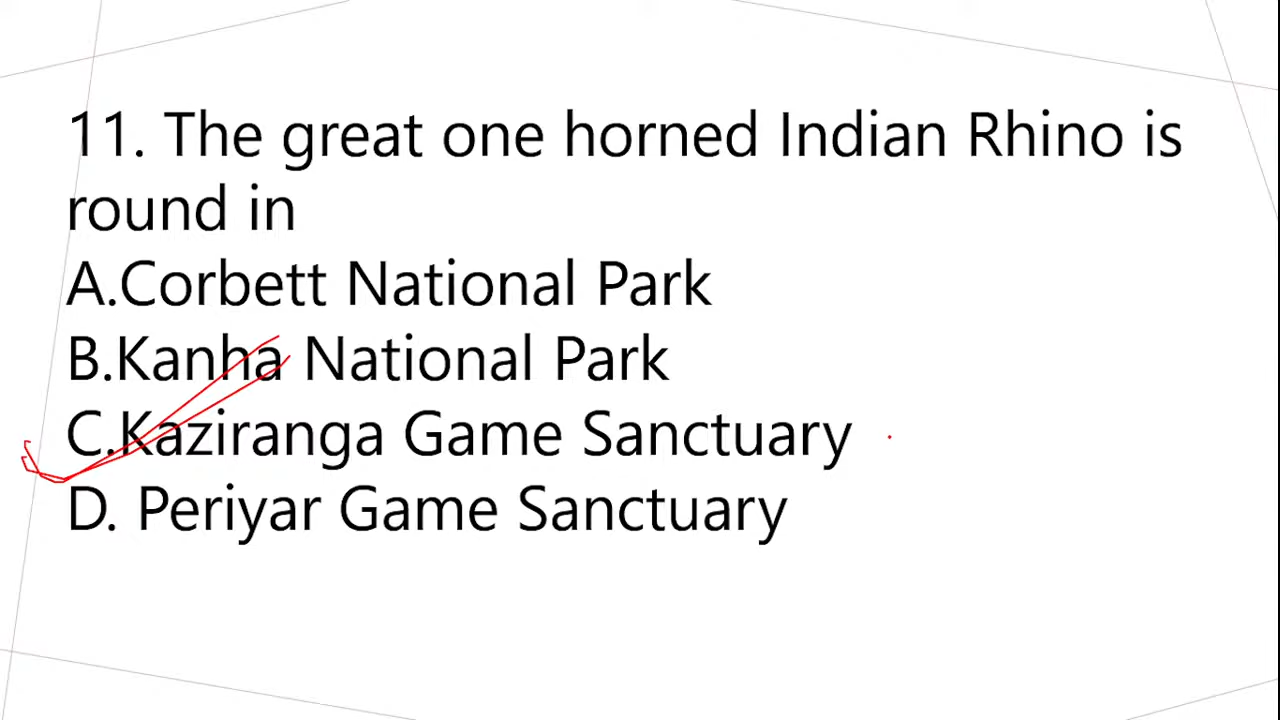 11. The great one horned Indian Rhino is
round in
A.Corbett National Park
B.Kanha National Park
C.Kaziranga Game Sanctuary
D. Periyar Game Sanctuary